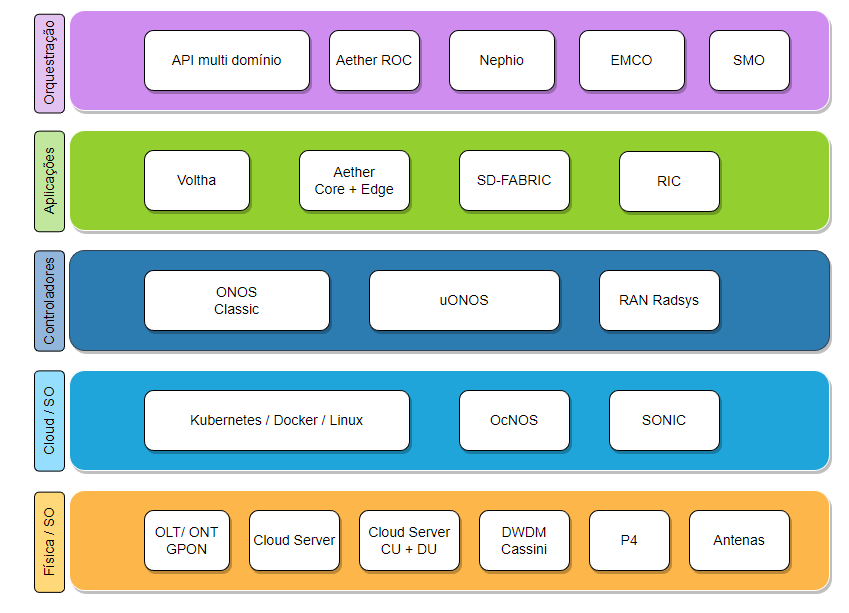 Orquestração
API multi domínio
Aether ROC
Nephio
EMCO
SMO
Aplicações
Voltha
Aether
Core + Edge
SD-FABRIC
RIC
Controladores
ONOS
Classic
uONOS
RAN Radsys
Cloud / SO
Kubernetes / Docker / Linux
OcNOS
SONIC
Física / SO
OLT/ ONT
GPON
Cloud Server
Cloud Server
CU + DU
DWDM
Cassini
P4
Antenas